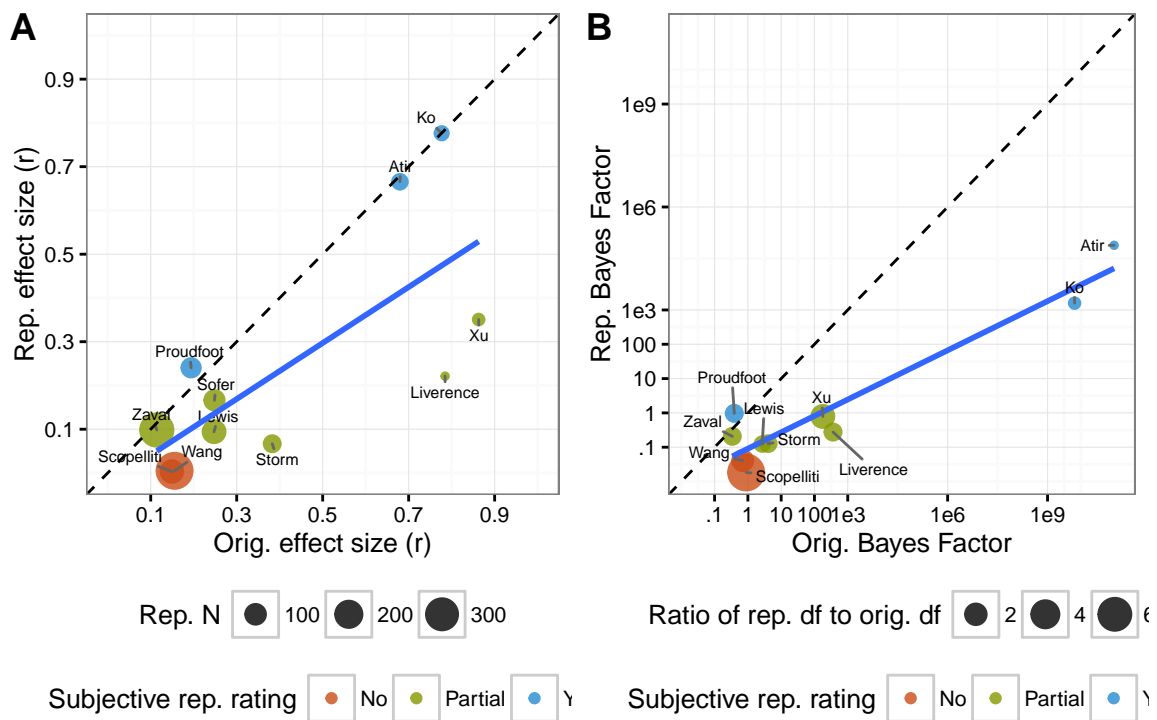 A
Rep. effect size (r)
0.9
0.7
0.5
0.3
0.1
Ko
Atir
Xu
Proudfoot
Liverence
Sofer
Zaval
Lewis
Scopelliti
Wang
Storm
0.1 0.3 0.5 0.7 0.9
Orig. effect size (r)
Rep. N 100 200 300
Subjective rep. rating No Partial Y
B
Rep. Bayes Factor
1e9
1e6
1e3
100
10
1
.1
Atir
Ko
Proudfoot
Xu
Lewis
Zaval
Storm
Wang
Liverence
Scopelliti
.1 1 10 100 1e3 1e6 1e9
Orig. Bayes Factor
Ratio of rep. df to orig. df 2 4 6
Subjective rep. rating No Partial Y